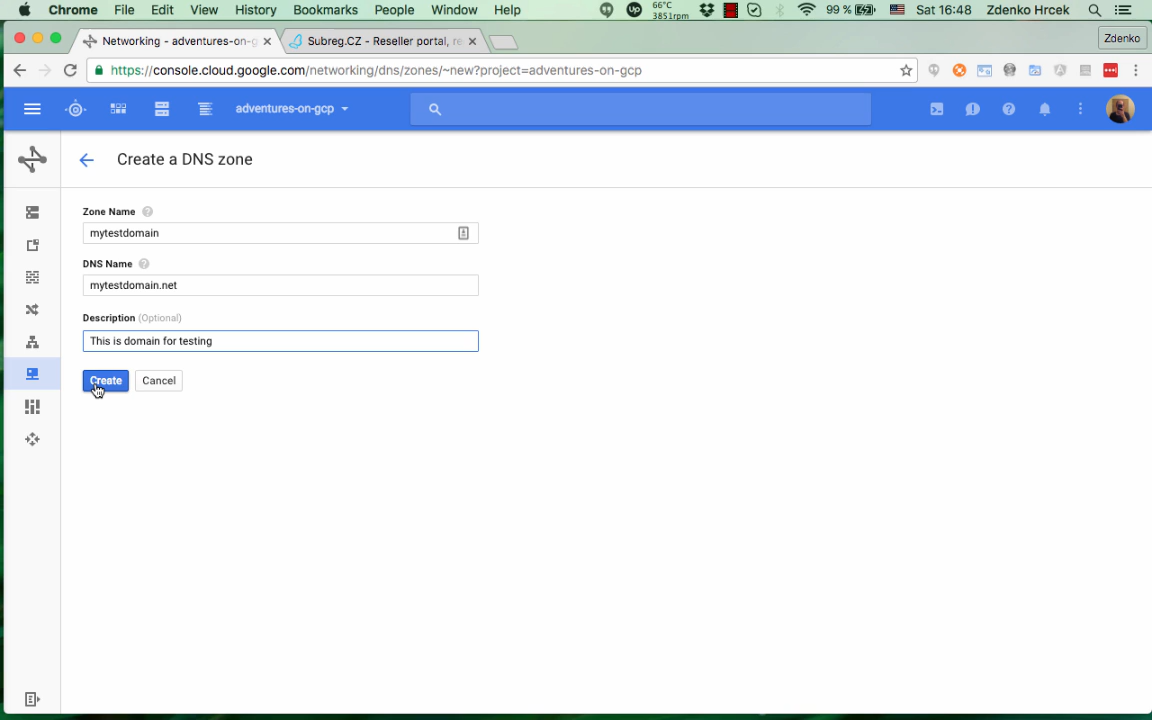 Chrome File Edit View History Bookmarks People Window Help 66°C 3851rpm 99 % Sat 16:48 Zdenko Hrcek
Networking - adventures-on-g Subreg.CZ - Reseller portal, re Zdenko
https://console.cloud.google.com/networking/dns/zones/~new?project=adventures-on-gcp
adventures-on-gcp
Create a DNS zone
Zone Name
mytestdomain
DNS Name
mytestdomain.net
Description (Optional)
This is domain for testing
Create Cancel